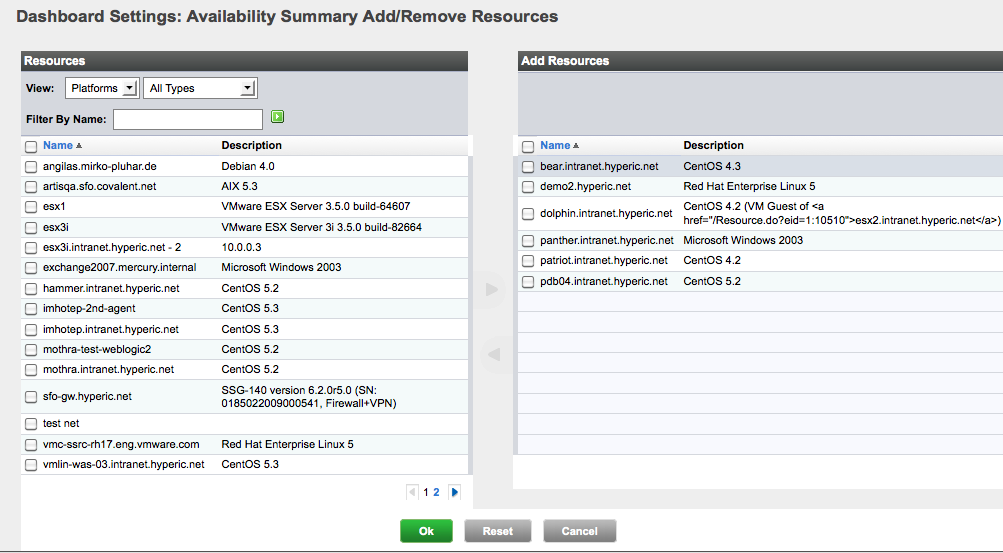 Dashboard Settings: Availability Summary Add/Remove Resources
Resources
View: Platforms All Types
Filter By Name:
Name Description
angilas.mirko-pluhar.de Debian 4.0
artisqa.sfo.covalent.net AIX 5.3
esx1 VMware ESX Server 3.5.0 build-64607
esx3i VMware ESX Server 3i 3.5.0 build-82664
esx3i.intranet.hyperic.net - 2 10.0.0.3
exchange2007.mercury.internal Microsoft Windows 2003
hammer.intranet.hyperic.net CentOS 5.2
imhotep-2nd-agent CentOS 5.3
imhotep.intranet.hyperic.net CentOS 5.3
mothra-test-weblogic2 CentOS 5.2
mothra.intranet.hyperic.net CentOS 5.2
sfo-gw.hyperic.net SSG-140 version 6.2.0r5.0 (SN:
0185022009000541, Firewall+VPN)
test net
vmc-ssrc-rh17.eng.vmware.com Red Hat Enterprise Linux 5
vmlin-was-03.intranet.hyperic.net CentOS 5.3
1 2
Add Resources
Name Description
bear.intranet.hyperic.net CentOS 4.3
demo2.hyperic.net Red Hat Enterprise Linux 5
dolphin.intranet.hyperic.net CentOS 4.2 (VM Guest of <a
href="/Resource.do?eid=1:10510">esx2.intranet.hyperic.net</a>)
panther.intranet.hyperic.net Microsoft Windows 2003
patriot.intranet.hyperic.net CentOS 4.2
pdb04.intranet.hyperic.net CentOS 5.2
Ok Reset Cancel